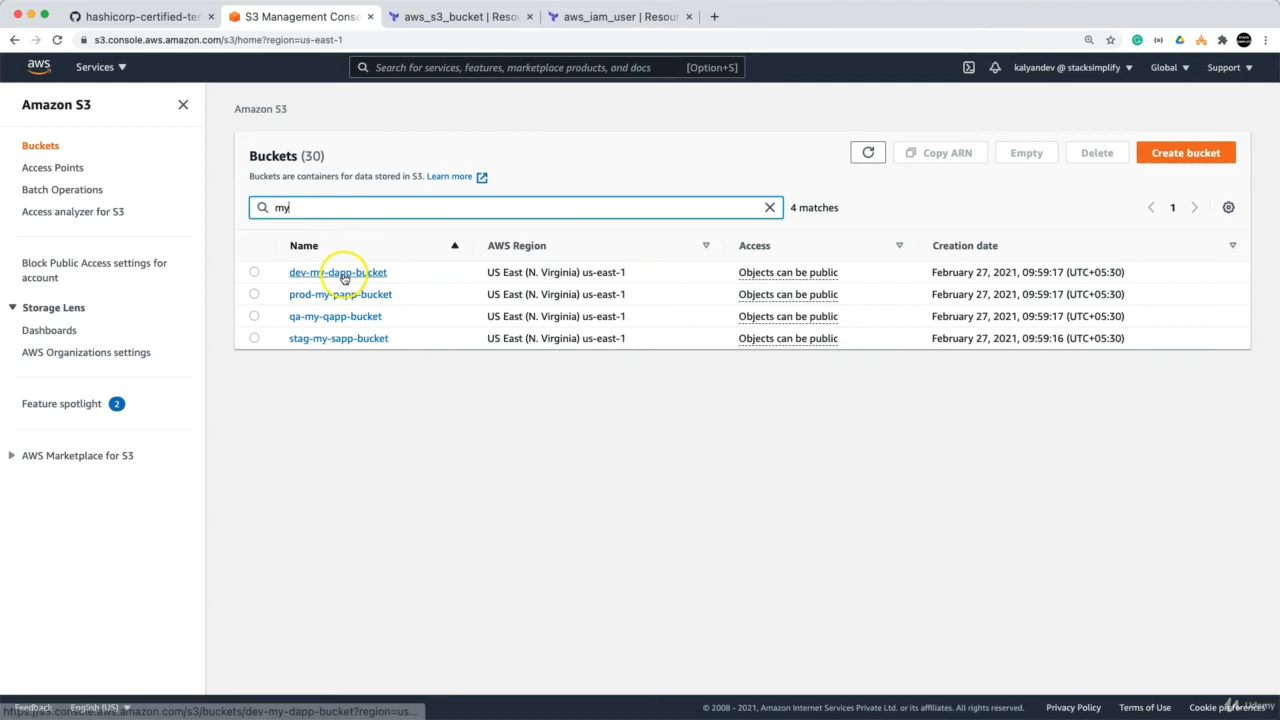 hashicorp-certified-ter
S3 Management Conso
aws_s3_bucket | Reso
aws_iam_user | Resour
s3.console.aws.amazon.com/s3/home?region=us-east-1
aws
Services
Search for services, features, marketplace products, and docs
[Option+S]
kalyandev @ stacksimplify
Global
Support
Amazon S3
Buckets
Access Points
Batch Operations
Access analyzer for S3
Block Public Access settings for
account
Storage Lens
Dashboards
AWS Organizations settings
Feature spotlight 2
AWS Marketplace for S3
Amazon S3
Buckets (30)
Copy ARN
Empty
Delete
Create bucket
Buckets are containers for data stored in S3. Learn more
my
4 matches
1
Name AWS Region Access Creation date
dev-my-dapp-bucket US East (N. Virginia) us-east-1 Objects can be public February 27, 2021, 09:59:17 (UTC+05:30)
prod-my-papp-bucket US East (N. Virginia) us-east-1 Objects can be public February 27, 2021, 09:59:17 (UTC+05:30)
qa-my-qapp-bucket US East (N. Virginia) us-east-1 Objects can be public February 27, 2021, 09:59:17 (UTC+05:30)
stag-my-sapp-bucket US East (N. Virginia) us-east-1 Objects can be public February 27, 2021, 09:59:16 (UTC+05:30)
Feedback English (US)
https://s3.console.aws.amazon.com/s3/buckets/dev-my-dapp-bucket?region=us...
© 2008 - 2021, Amazon Internet Services Private Ltd. or its affiliates. All rights reserved.
Privacy Policy
Terms of Use
Cookie preferences
Udemy